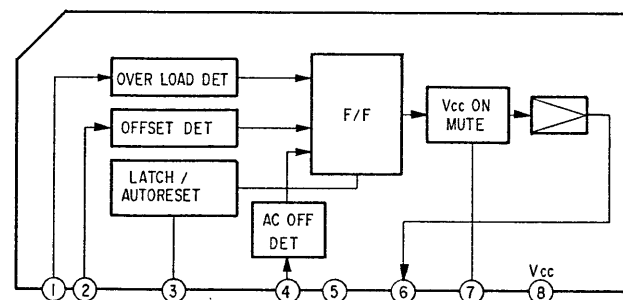 OVER LOAD DET
OFFSET DET
LATCH /
AUTORESET
F/F
Vcc ON
MUTE
AC OFF
DET
Vcc
1 2 3 4 5 6 7 8